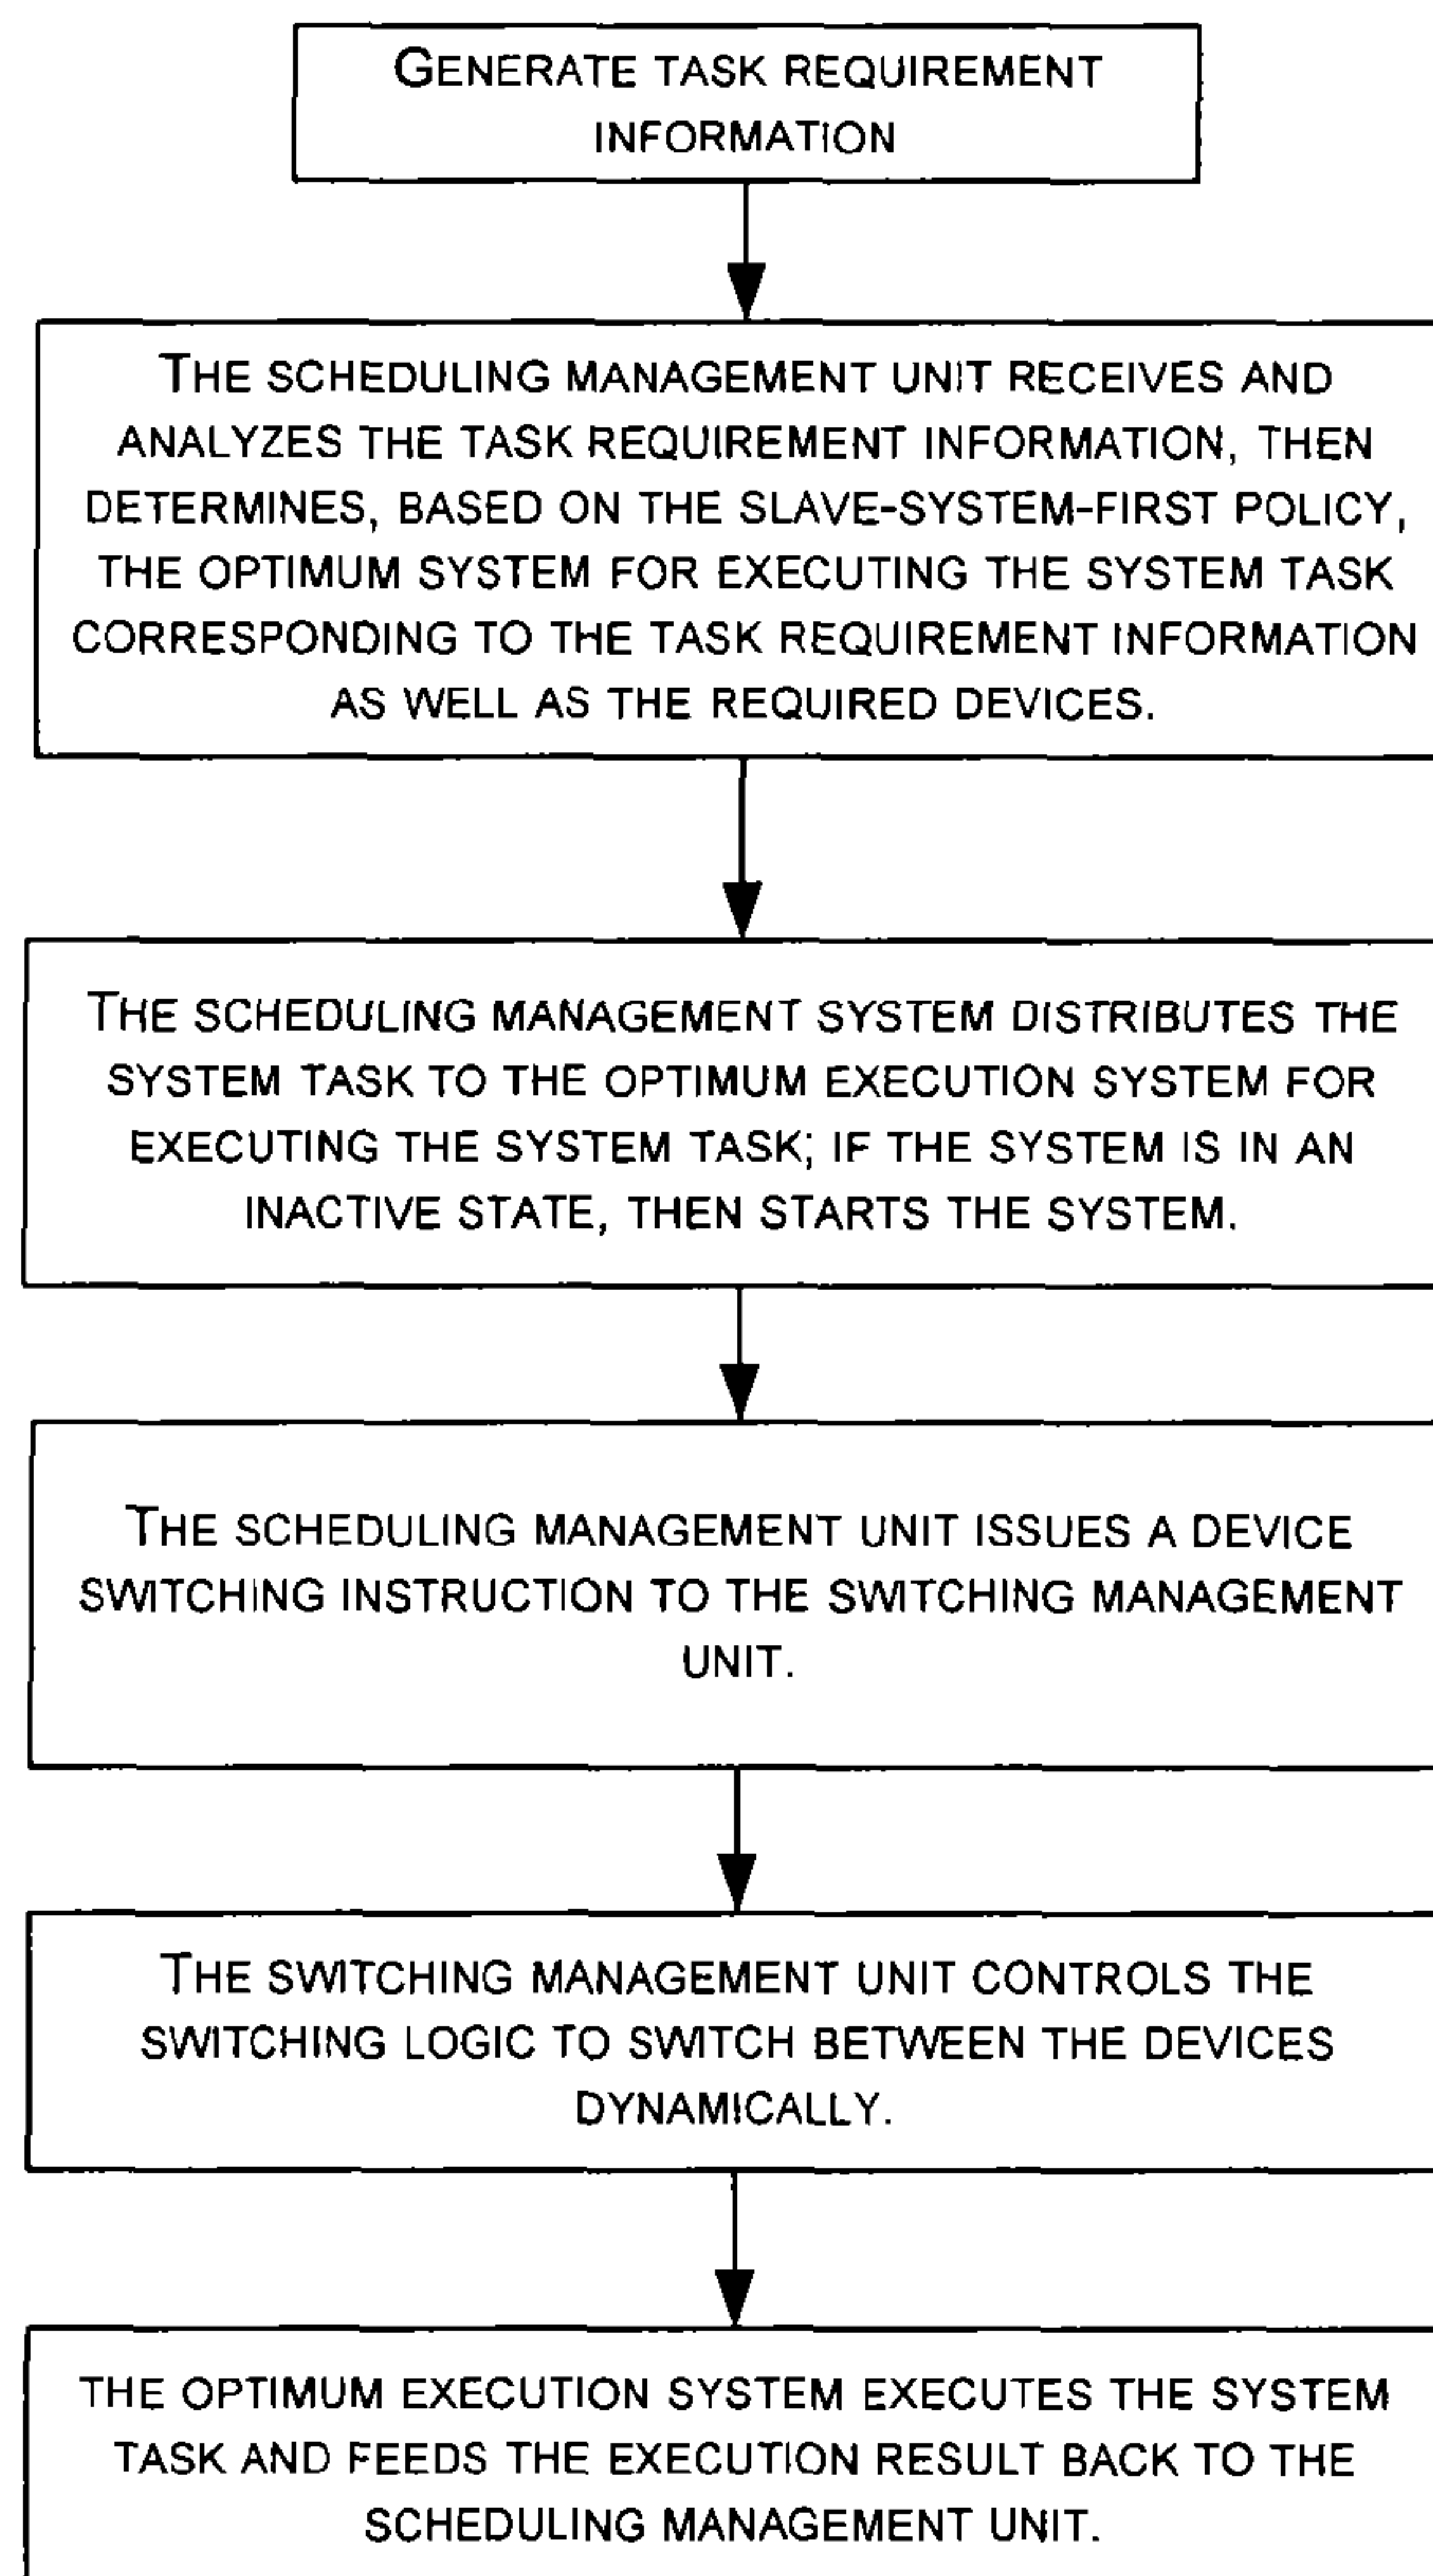 GENERATE TASK REQUIREMENT
INFORMATION
THE SCHEDULING MANAGEMENT UNIT RECEIVES AND
ANALYZES THE TASK REQUIREMENT INFORMATION, THEN
DETERMINES, BASED ON THE SLAVE-SYSTEM-FIRST POLICY,
THE OPTIMUM SYSTEM FOR EXECUTING THE SYSTEM TASK
CORRESPONDING TO THE TASK REQUIREMENT INFORMATION
AS WELL AS THE REQUIRED DEVICES.
THE SCHEDULING MANAGEMENT SYSTEM DISTRIBUTES THE
SYSTEM TASK TO THE OPTIMUM EXECUTION SYSTEM FOR
EXECUTING THE SYSTEM TASK; IF THE SYSTEM IS IN AN
INACTIVE STATE, THEN STARTS THE SYSTEM.
THE SCHEDULING MANAGEMENT UNIT ISSUES A DEVICE
SWITCHING INSTRUCTION TO THE SWITCHING MANAGEMENT
UNIT.
THE SWITCHING MANAGEMENT UNIT CONTROLS THE
SWITCHING LOGIC TO SWITCH BETWEEN THE DEVICES
DYNAMICALLY.
THE OPTIMUM EXECUTION SYSTEM EXECUTES THE SYSTEM
TASK AND FEEDS THE EXECUTION RESULT BACK TO THE
SCHEDULING MANAGEMENT UNIT.